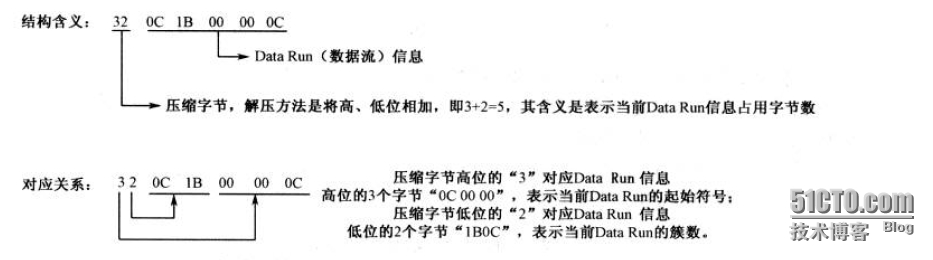 结构含义： 32 0C 1B 00 00 0C
Data Run（数据流）信息
压缩字节，解压方法是将高、低位相加，即3+2=5，其含义是表示当前Data Run信息占用字节数
对应关系： 3 2 0C 1B 00 00 0C
压缩字节高位的“3”对应Data Run 信息
高位的3个字节“0C 00 00”，表示当前Data Run的起始符号；
压缩字节低位的“2”对应Data Run 信息
低位的2个字节“1B0C”，表示当前Data Run的簇数。
51CTO.com
技术博客 Blog